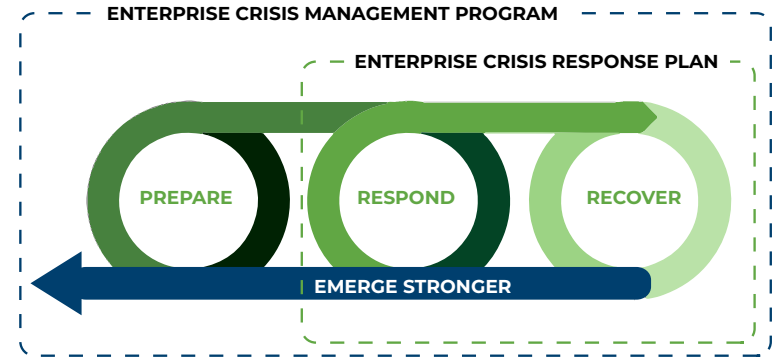 ENTERPRISE CRISIS MANAGEMENT PROGRAM
ENTERPRISE CRISIS RESPONSE PLAN
PREPARE
RESPOND
RECOVER
EMERGE STRONGER